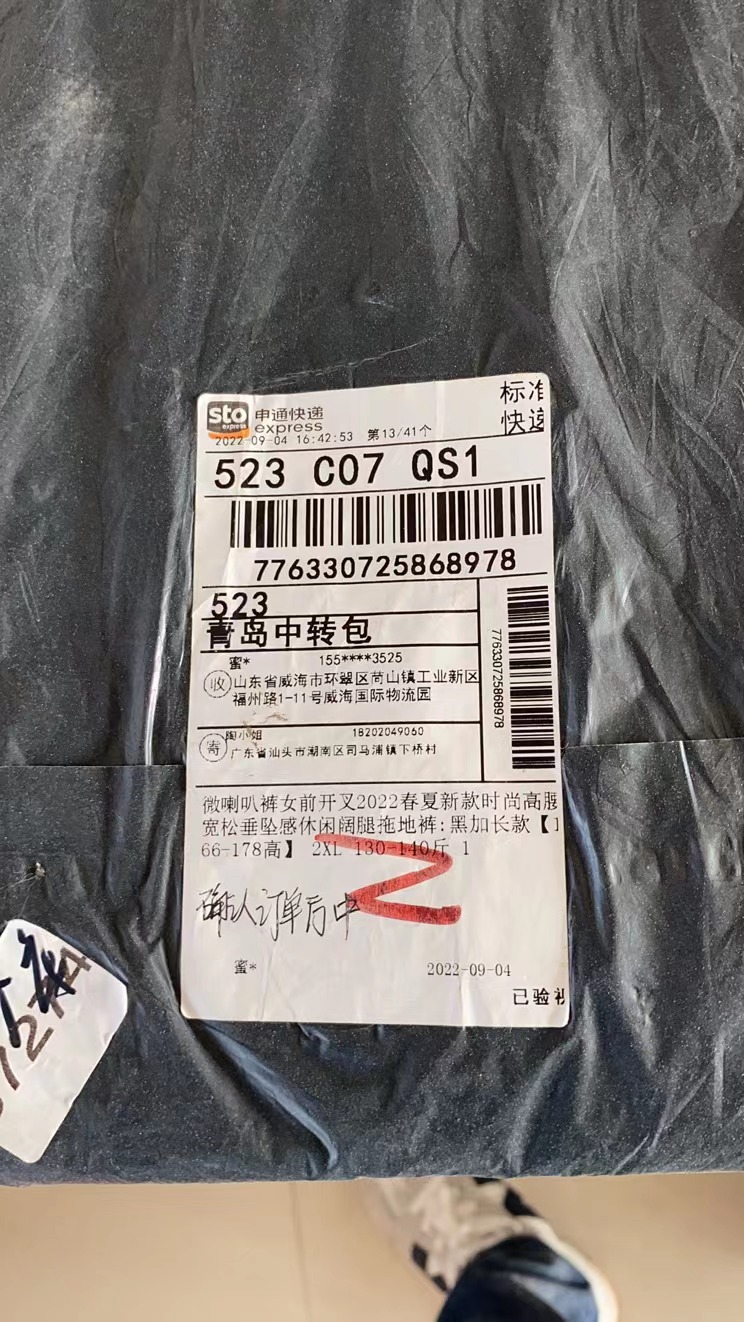 sto
express
申通快递
express
标准
快递
2022-09-04 16:42:53 第13/41个
523 C07 QS1
776330725868978
523
青岛中转包
776330725868978
蜜* 155****3525
收
山东省威海市环翠区苘山镇工业新区
福州路1-11号威海国际物流园
寄
陶小姐 18202049060
广东省汕头市潮南区司马浦镇下桥村
微喇叭裤女前开叉2022春夏新款时尚高腰
宽松垂坠感休闲阔腿拖地裤:黑加长款【1
66-178高】 2XL 130-140斤 1
确认订单后中
蜜* 2022-09-04
已验视